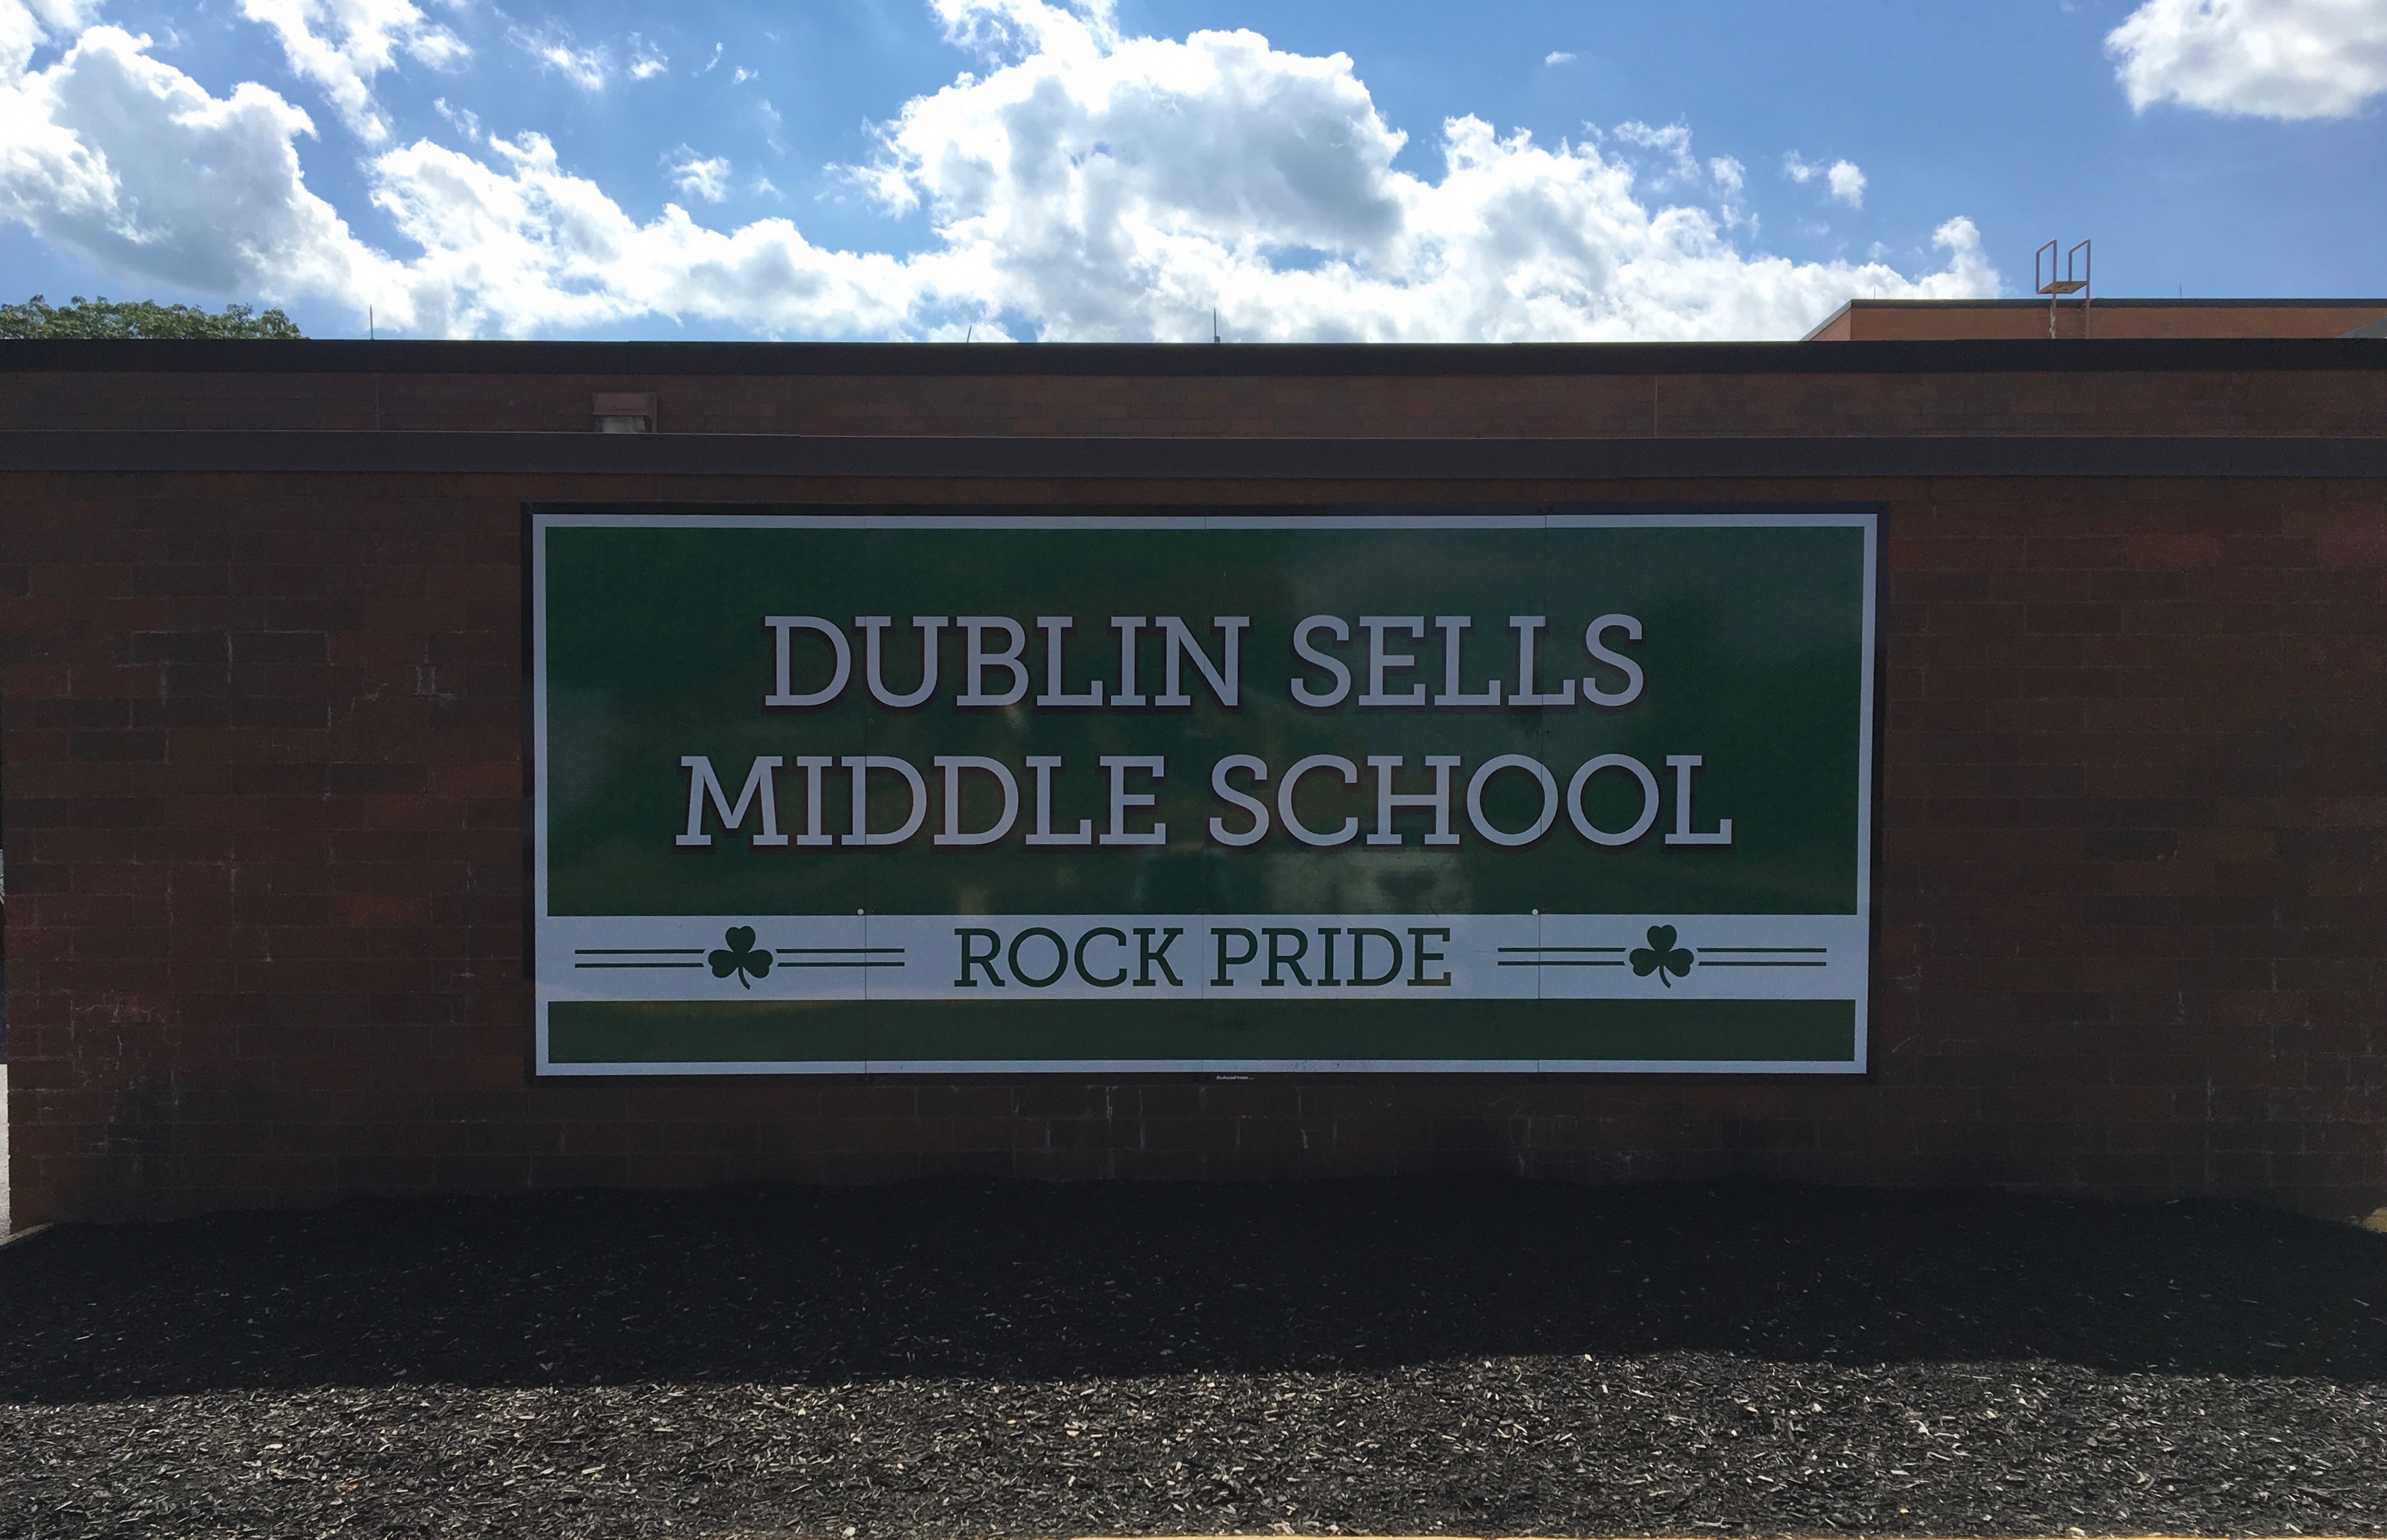 DUBLIN SELLS
MIDDLE SCHOOL
ROCK PRIDE